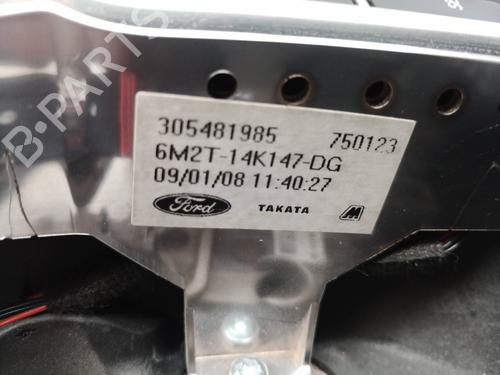 B-PARTS
305481985 750123
6M2T-14K147-DG
09/01/08 11:40:27
Ford TAKATA M